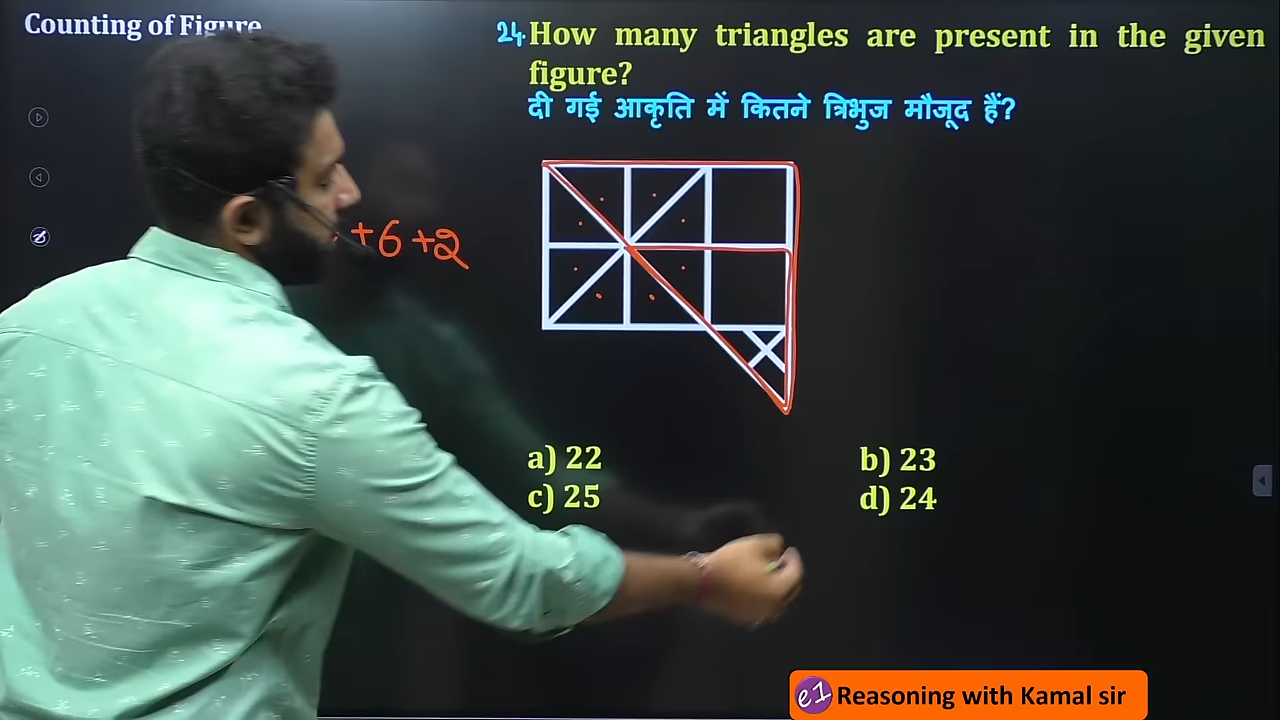 Counting of Figure
24. How many triangles are present in the given
figure?
दी गई आकृति में कितने त्रिभुज मौजूद हैं?
+6 +2
a) 22
b) 23
c) 25
d) 24
e1 Reasoning with Kamal sir